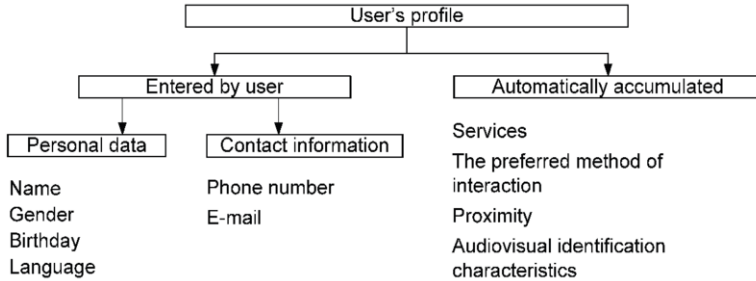 User's profile
Entered by user
Automatically accumulated
Personal data
Contact information
Name
Gender
Birthday
Language
Phone number
E-mail
Services
The preferred method of
interaction
Proximity
Audiovisual identification
characteristics